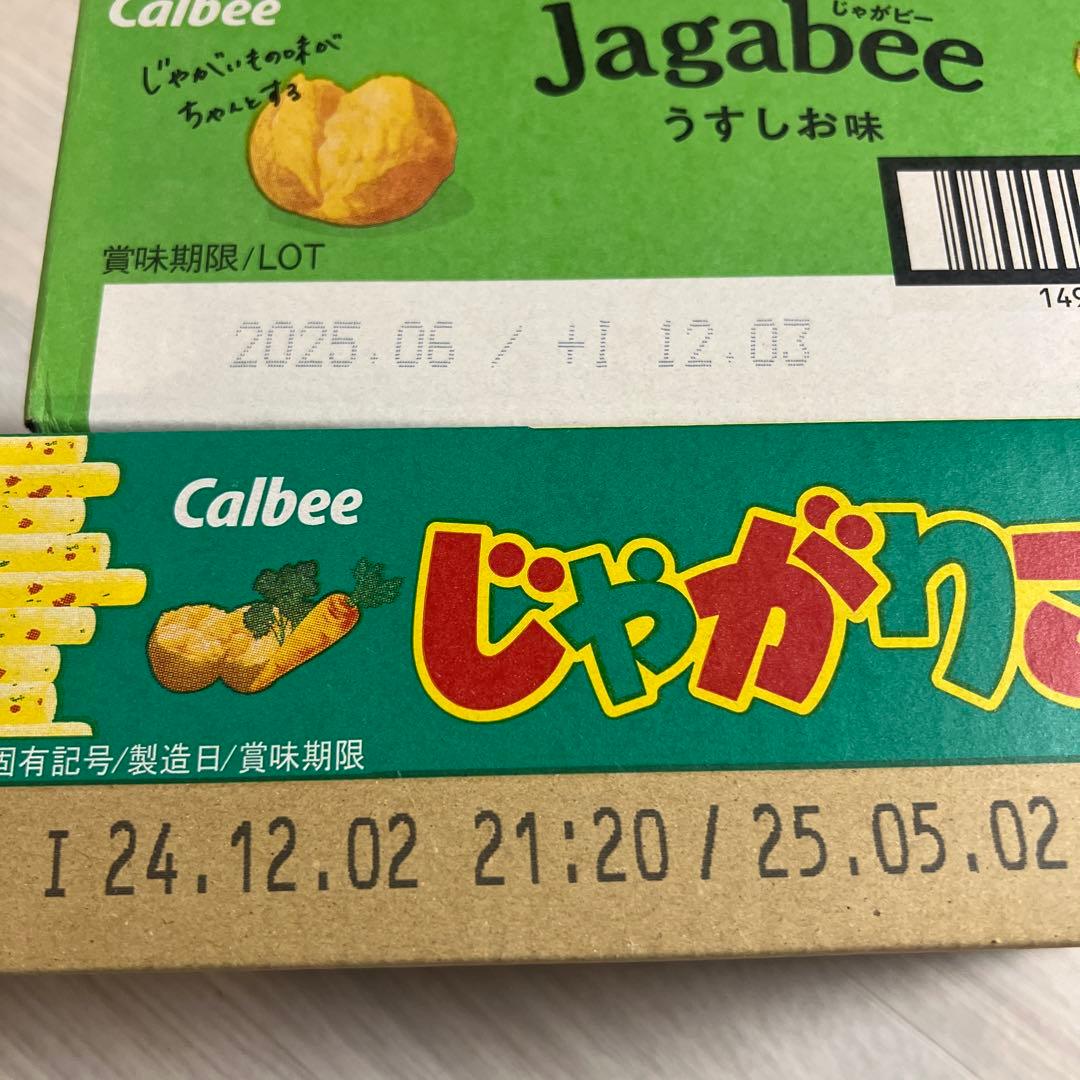 Calbee
じゃがいもの味が
ちゃんとする
じゃがビー
Jagabee
うすしお味
賞味期限/LOT
149
2025.06 / +I 12.03
Calbee
じゃがりこ
固有記号/製造日/賞味期限
I 24.12.02 21:20 / 25.05.02